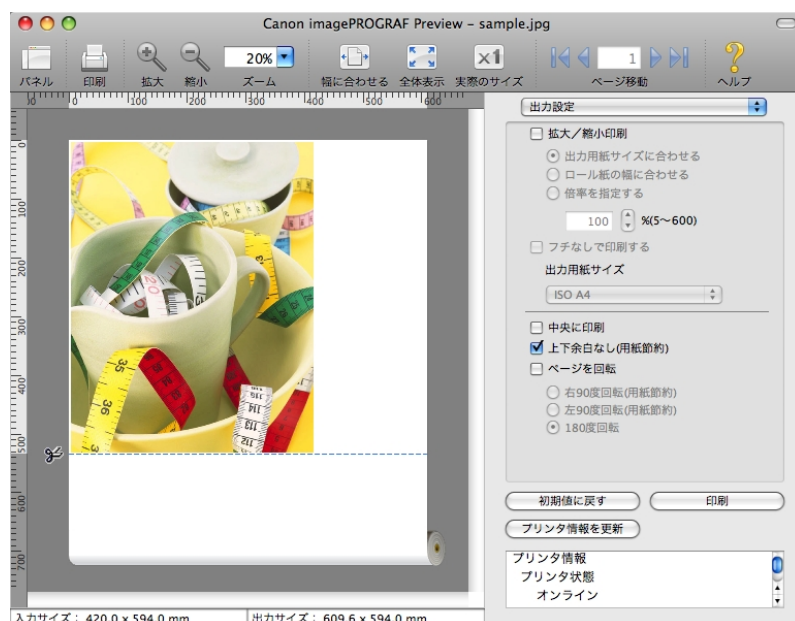 Canon imagePROGRAF Preview – sample.jpg
20%
1
パネル 印刷 拡大 縮小 ズーム 幅に合わせる 全体表示 実際のサイズ ページ移動 ヘルプ
0 100 200 300 400 500 600
出力設定
拡大／縮小印刷
出力用紙サイズに合わせる
ロール紙の幅に合わせる
倍率を指定する
100 %(5〜600)
フチなしで印刷する
出力用紙サイズ
ISO A4
中央に印刷
上下余白なし(用紙節約)
ページを回転
右90度回転(用紙節約)
左90度回転(用紙節約)
180度回転
0
100
200
300
400
500
600
700
初期値に戻す 印刷
プリンタ情報を更新
プリンタ情報
プリンタ状態
オンライン
入力サイズ： 420.0 x 594.0 mm 出力サイズ： 609.6 x 594.0 mm